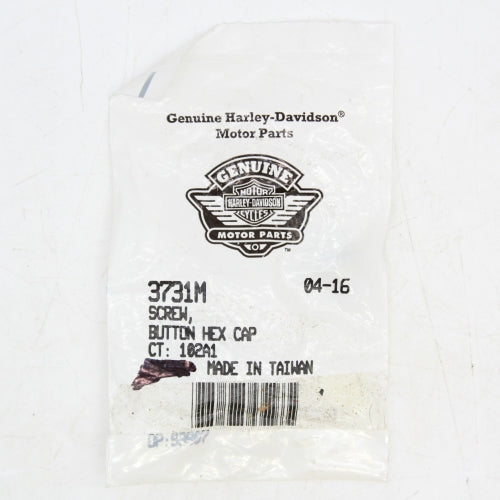 Genuine Harley-Davidson®
Motor Parts
GENUINE
MOTOR
HARLEY-DAVIDSON
CYCLES
MOTOR PARTS
™
3731M 04-16
SCREW,
BUTTON HEX CAP
CT: 102A1
MADE IN TAIWAN